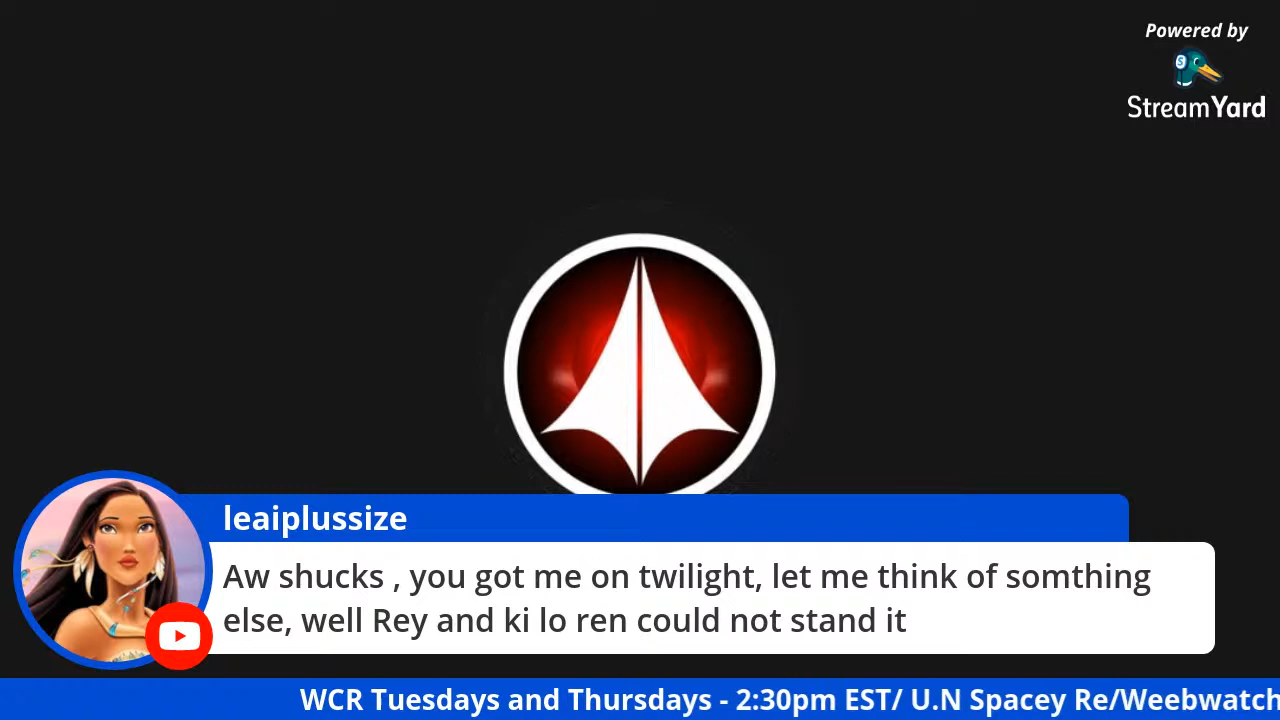 Powered by
StreamYard
leaiplussize
Aw shucks , you got me on twilight, let me think of somthing
else, well Rey and ki lo ren could not stand it
WCR Tuesdays and Thursdays - 2:30pm EST/ U.N Spacey Re/Weebwatch